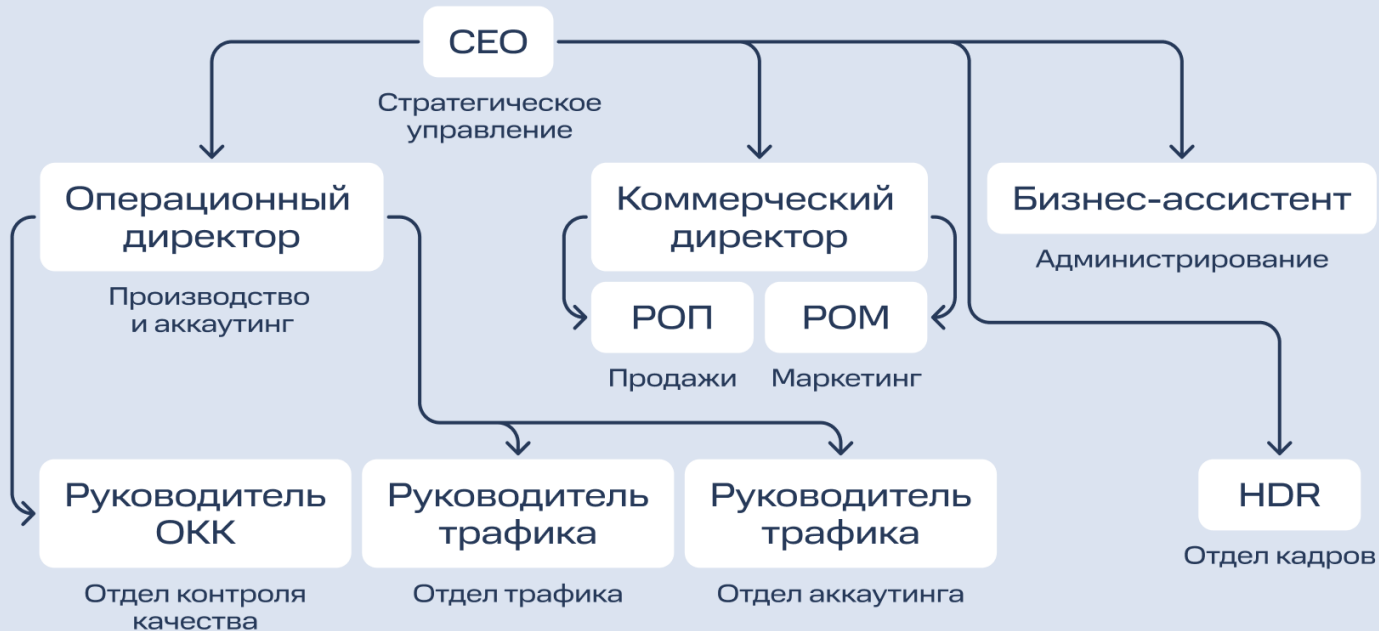 CEO
Стратегическое
управление
Операционный
директор
Производство
и аккаутинг
Коммерческий
директор
РОП
Продажи
РОМ
Маркетинг
Бизнес-ассистент
Администрирование
Руководитель
ОКК
Отдел контроля
качества
Руководитель
трафика
Отдел трафика
Руководитель
трафика
Отдел аккаутинга
HDR
Отдел кадров